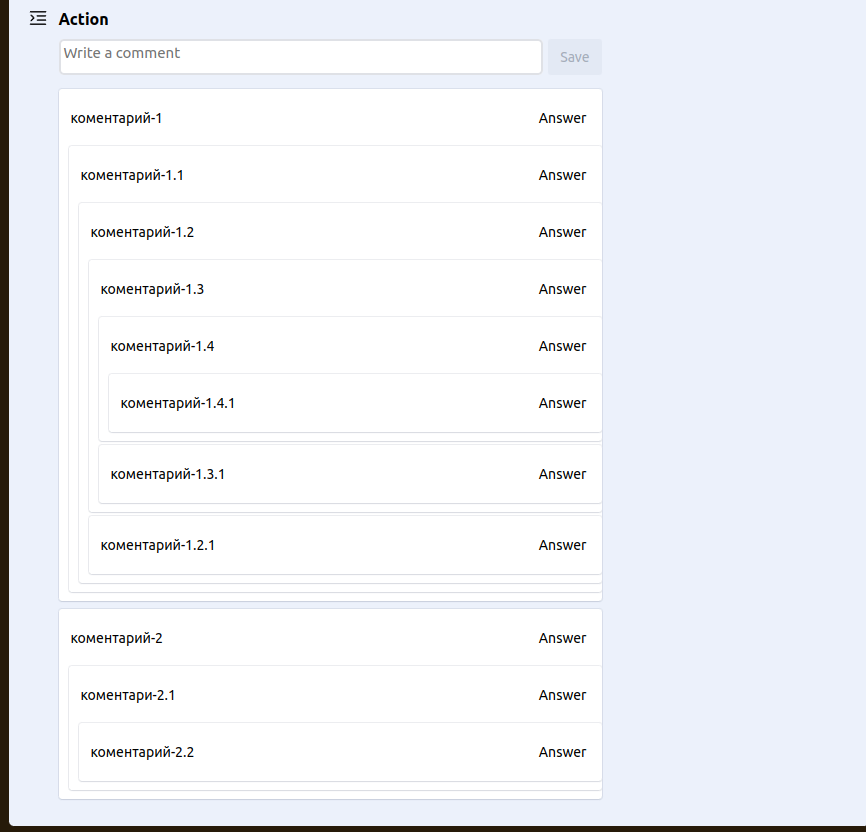 Action
Write a comment
Save
коментарий-1 Answer
коментарий-1.1 Answer
коментарий-1.2 Answer
коментарий-1.3 Answer
коментарий-1.4 Answer
коментарий-1.4.1 Answer
коментарий-1.3.1 Answer
коментарий-1.2.1 Answer
коментарий-2 Answer
коментари-2.1 Answer
коментарий-2.2 Answer